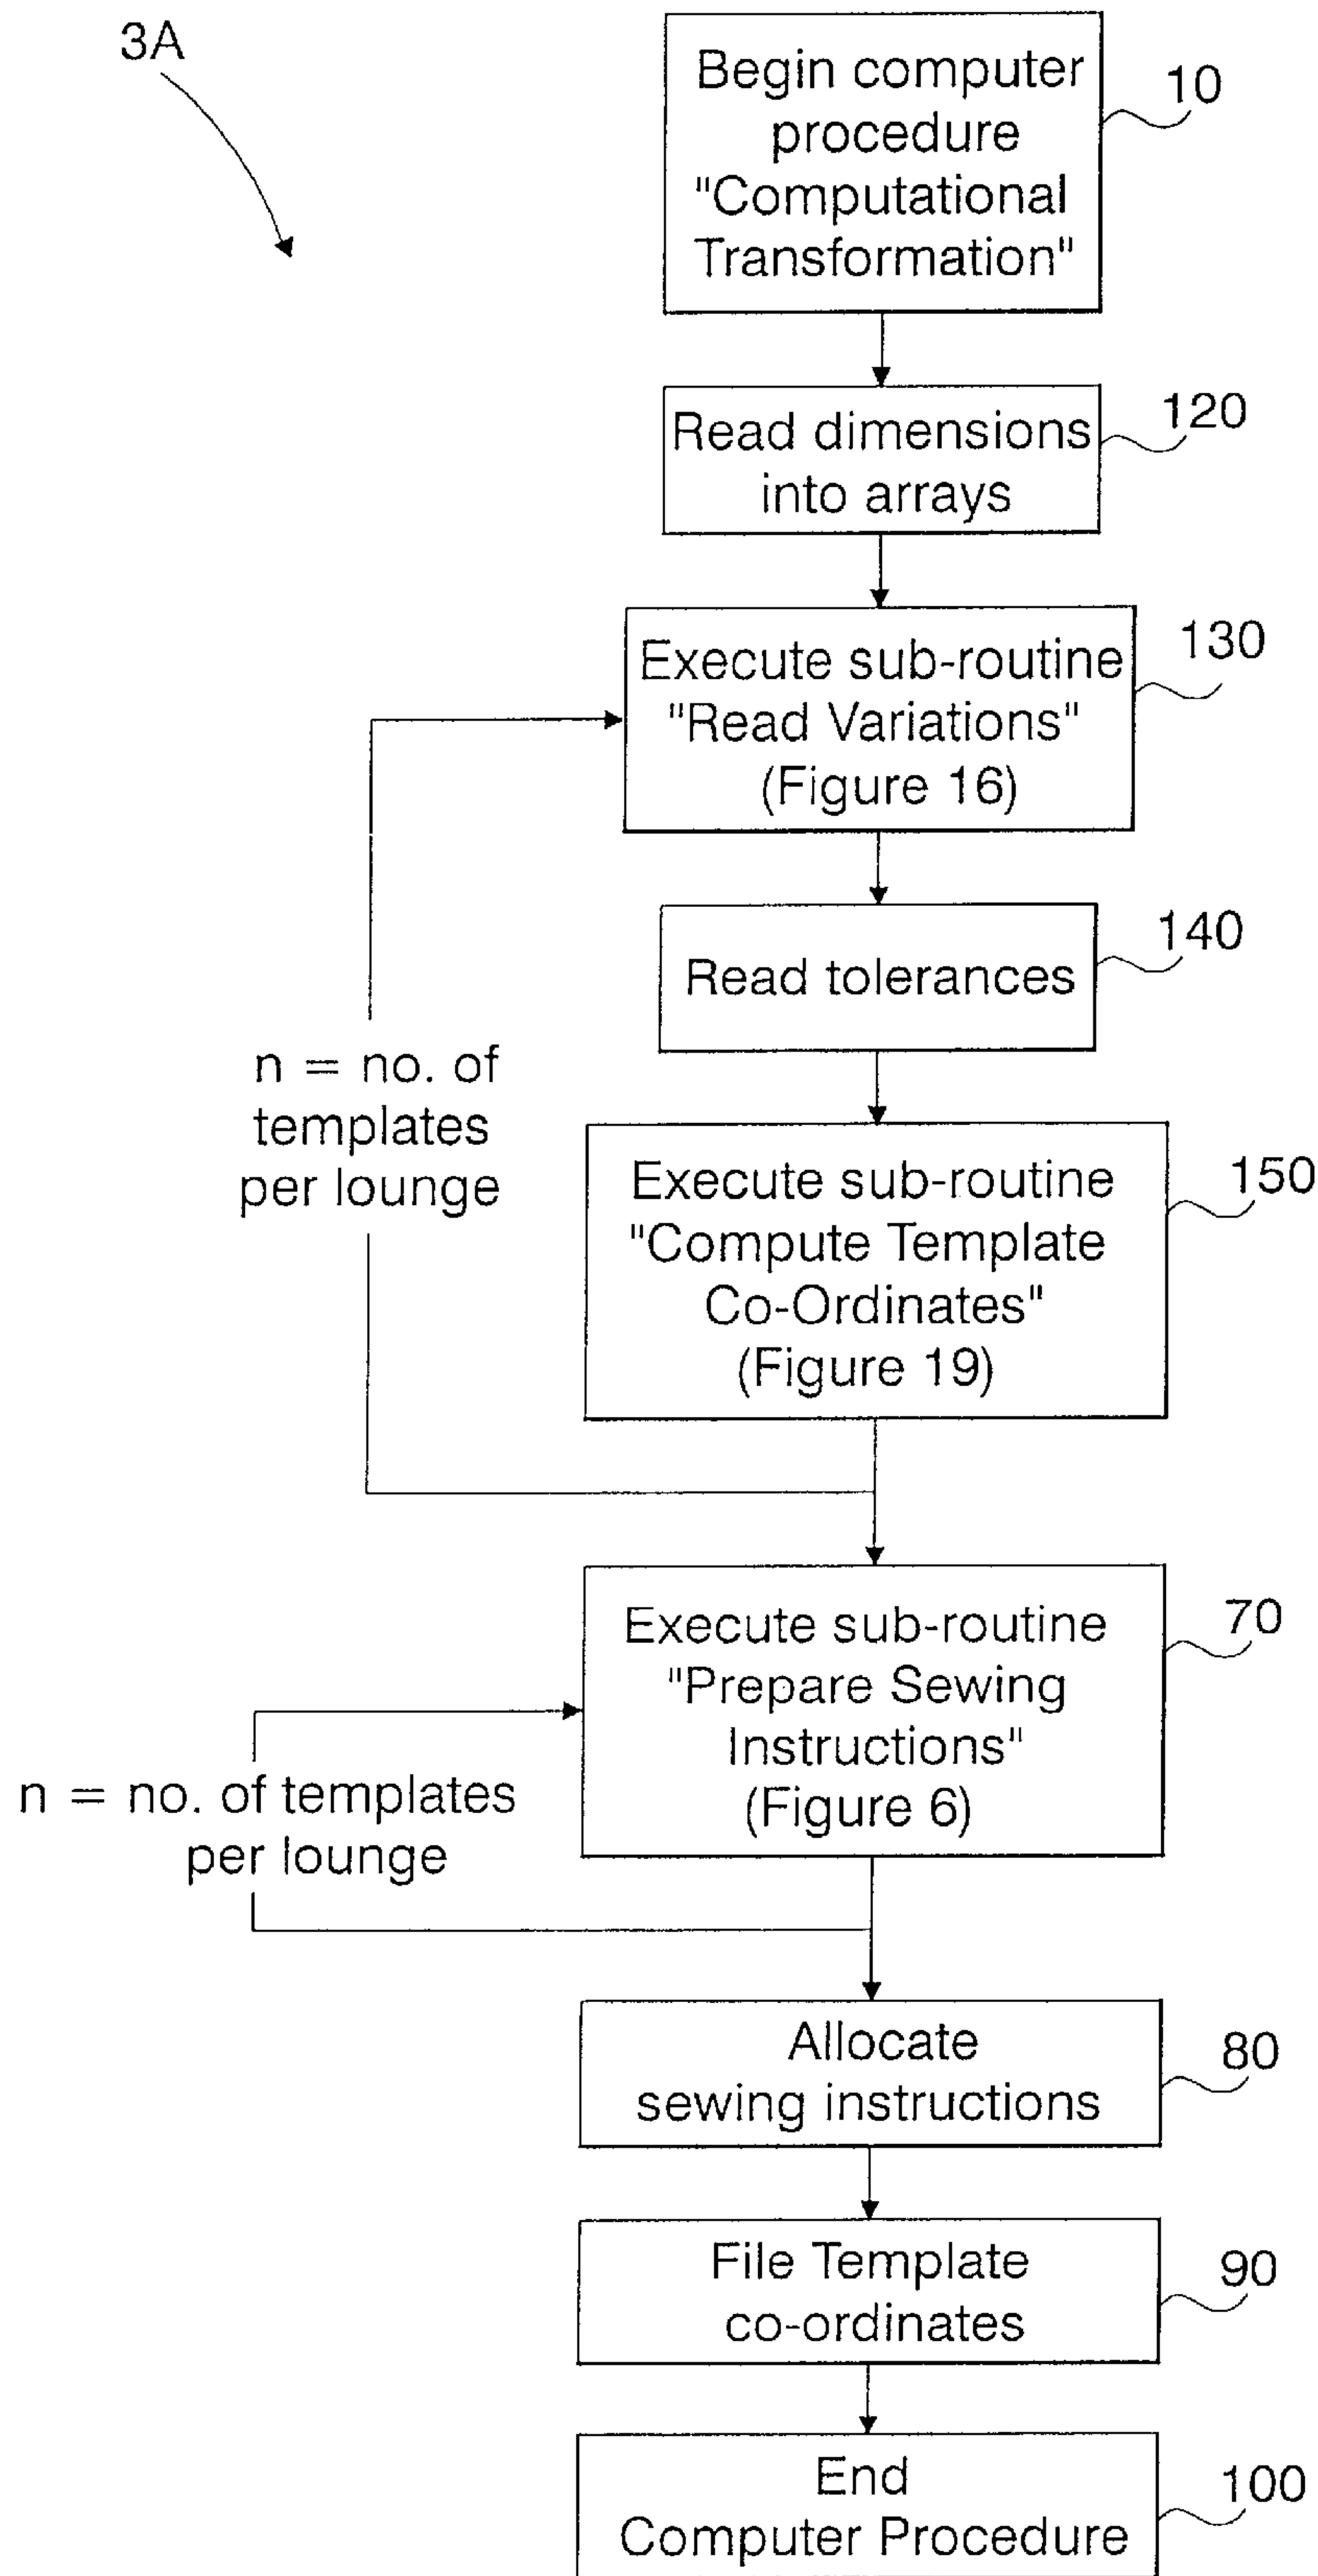 3A
Begin computer
procedure
"Computational
Transformation"
10
Read dimensions
into arrays
120
Execute sub-routine
"Read Variations"
(Figure 16)
130
Read tolerances
140
n = no. of
templates
per lounge
Execute sub-routine
"Compute Template
Co-Ordinates"
(Figure 19)
150
Execute sub-routine
"Prepare Sewing
Instructions"
(Figure 6)
70
n = no. of templates
per lounge
Allocate
sewing instructions
80
File Template
co-ordinates
90
End
Computer Procedure
100